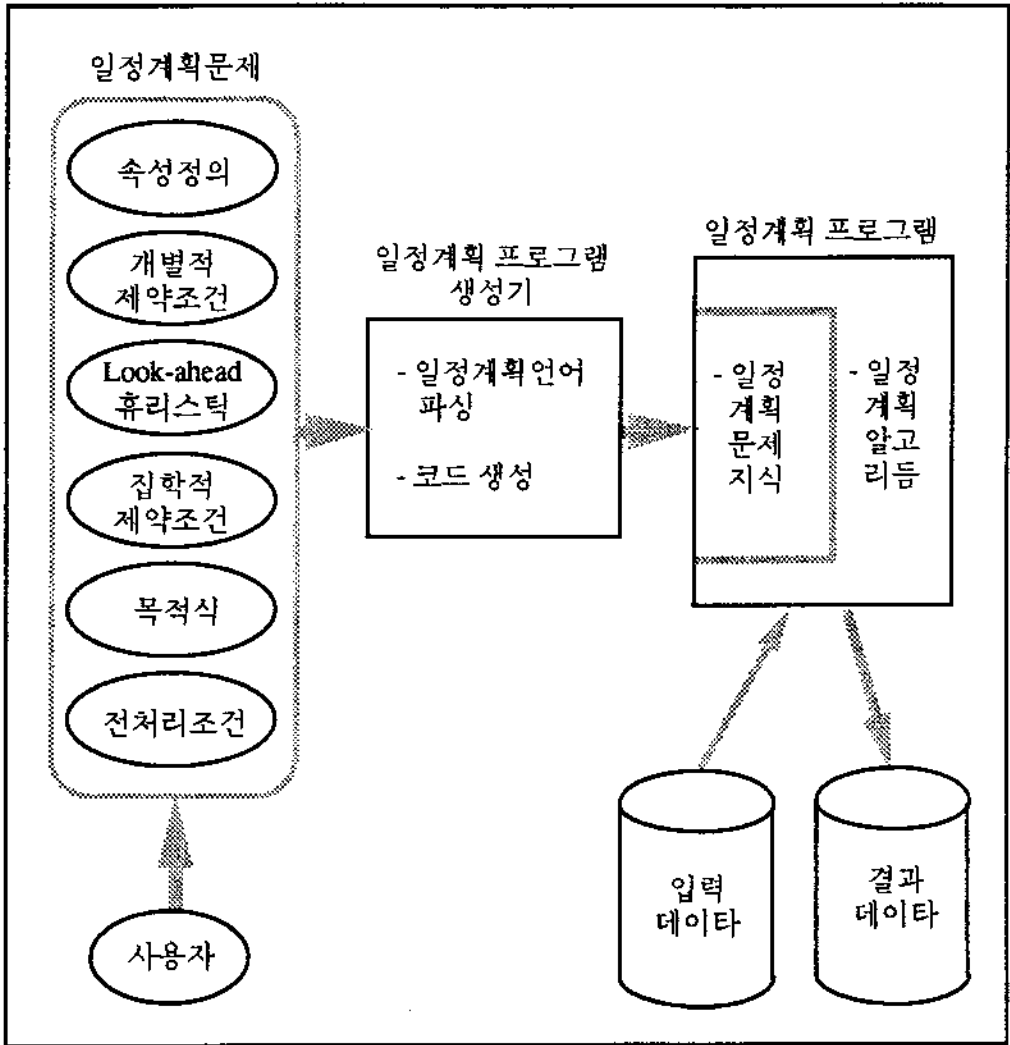 일정계획문제
속성정의
개별적
제약조건
Look-ahead
휴리스틱
집학적
제약조건
목적식
전처리조건
사용자
일정계획 프로그램
생성기
- 일정계획언어
파싱
- 코드 생성
일정계획 프로그램
- 일정
계획
문제
지식
- 일정
계획
알고
리듬
입력
데이타
결과
데이타